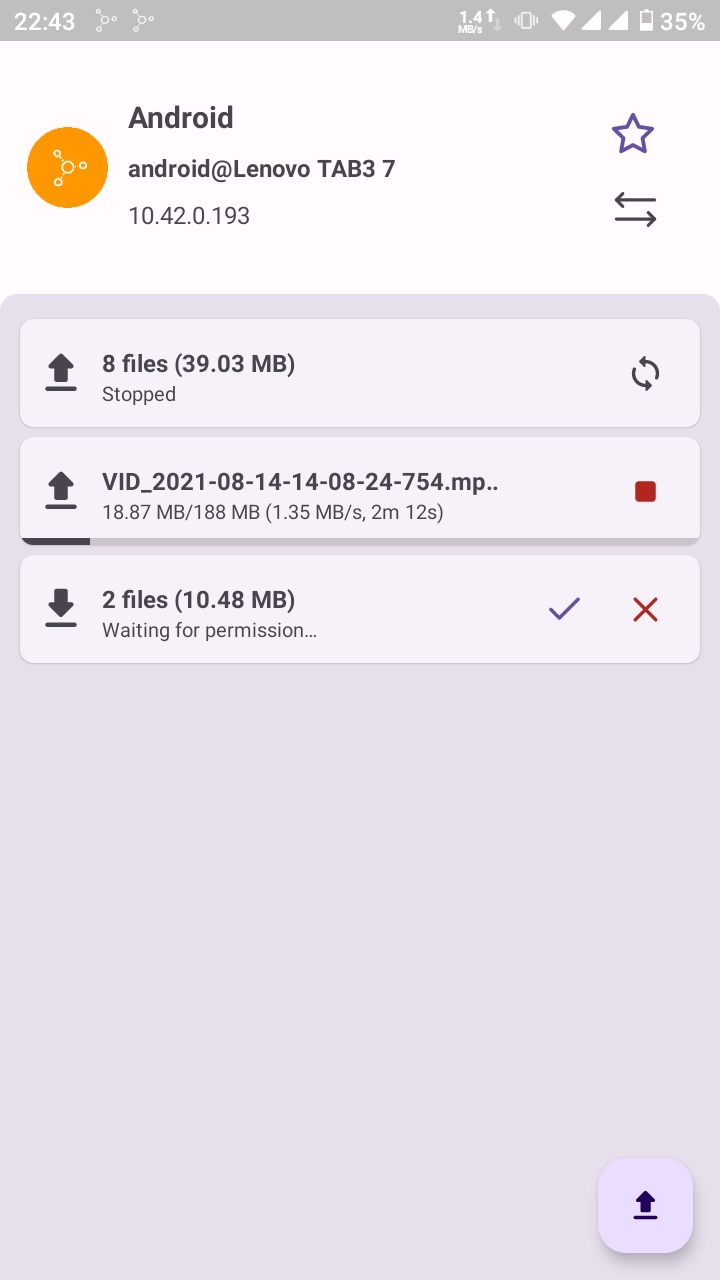 22:43
1.4 MB/s
35%
Android
android@Lenovo TAB3 7
10.42.0.193
8 files (39.03 MB)
Stopped
VID_2021-08-14-14-08-24-754.mp..
18.87 MB/188 MB (1.35 MB/s, 2m 12s)
2 files (10.48 MB)
Waiting for permission…